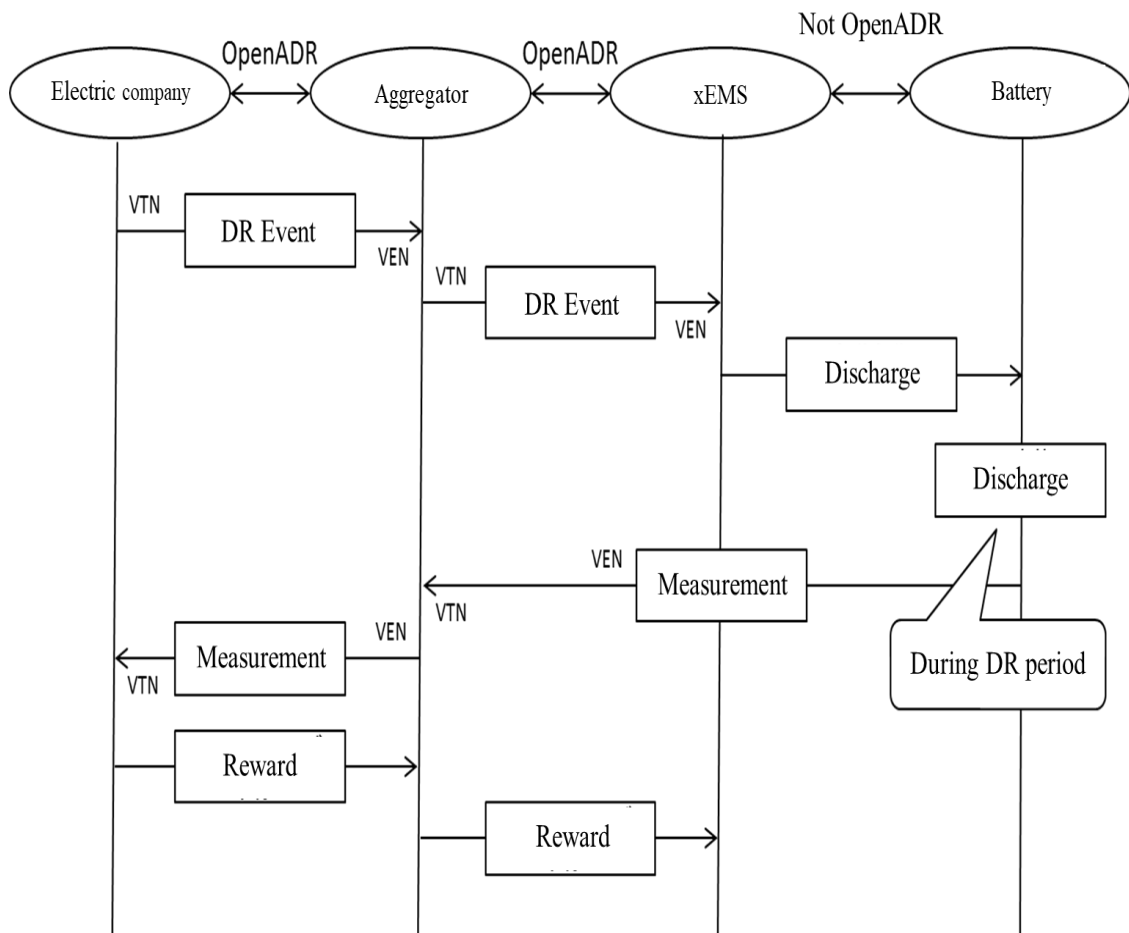 Not OpenADR
OpenADR
OpenADR
Electric company
Aggregator
xEMS
Battery
VTN
DR Event
VEN
VTN
DR Event
VEN
Discharge
Discharge
VEN
Measurement
VTN
VEN
Measurement
VTN
During DR period
Reward
Reward